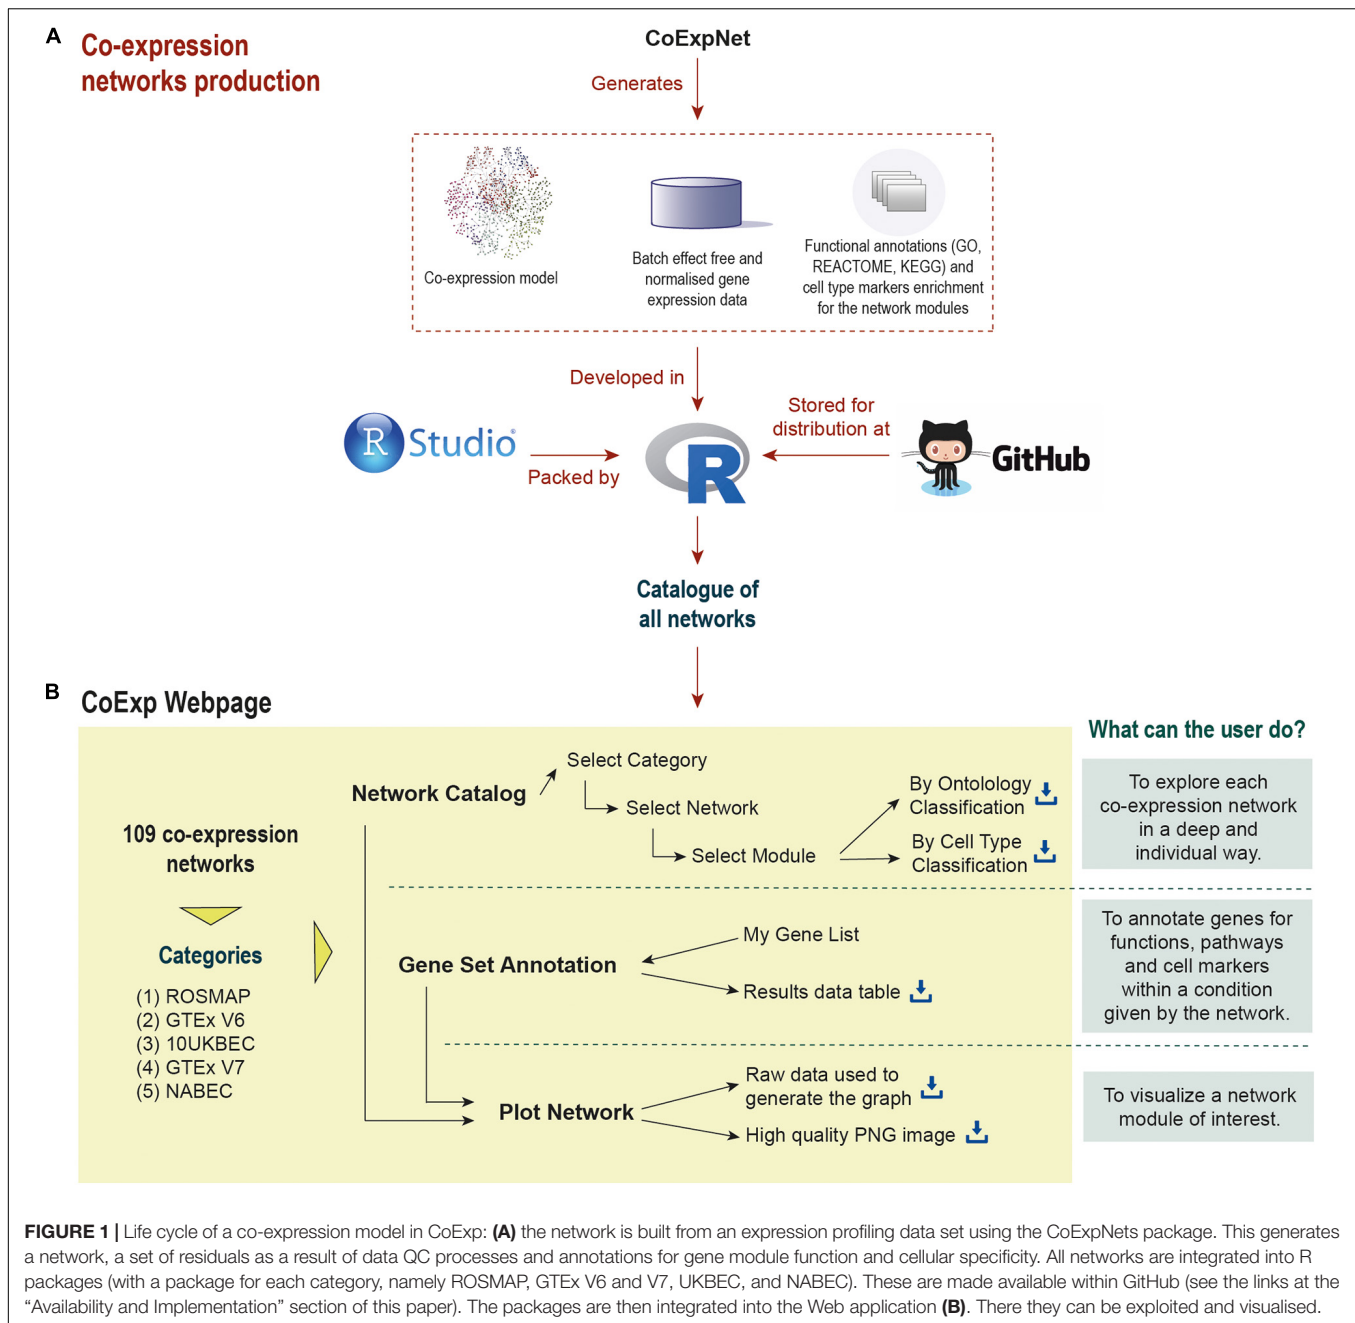 A
Co-expression
networks production
CoExpNet
Generates
Co-expression model
Batch effect free and
normalised gene
expression data
Functional annotations (GO,
REACTOME, KEGG) and
cell type markers enrichment
for the network modules
Developed in
R Studio®
Packed by
R
Stored for
distribution at
GitHub
Catalogue of
all networks
B
CoExp Webpage
What can the user do?
109 co-expression
networks
Categories
(1) ROSMAP
(2) GTEx V6
(3) 10UKBEC
(4) GTEx V7
(5) NABEC
Network Catalog
Select Category
Select Network
Select Module
By Ontolology
Classification
By Cell Type
Classification
To explore each
co-expression network
in a deep and
individual way.
Gene Set Annotation
My Gene List
Results data table
To annotate genes for
functions, pathways
and cell markers
within a condition
given by the network.
Plot Network
Raw data used to
generate the graph
High quality PNG image
To visualize a network
module of interest.
FIGURE 1 | Life cycle of a co-expression model in CoExp: (A) the network is built from an expression profiling data set using the CoExpNets package. This generates
a network, a set of residuals as a result of data QC processes and annotations for gene module function and cellular specificity. All networks are integrated into R
packages (with a package for each category, namely ROSMAP, GTEx V6 and V7, UKBEC, and NABEC). These are made available within GitHub (see the links at the
“Availability and Implementation” section of this paper). The packages are then integrated into the Web application (B). There they can be exploited and visualised.